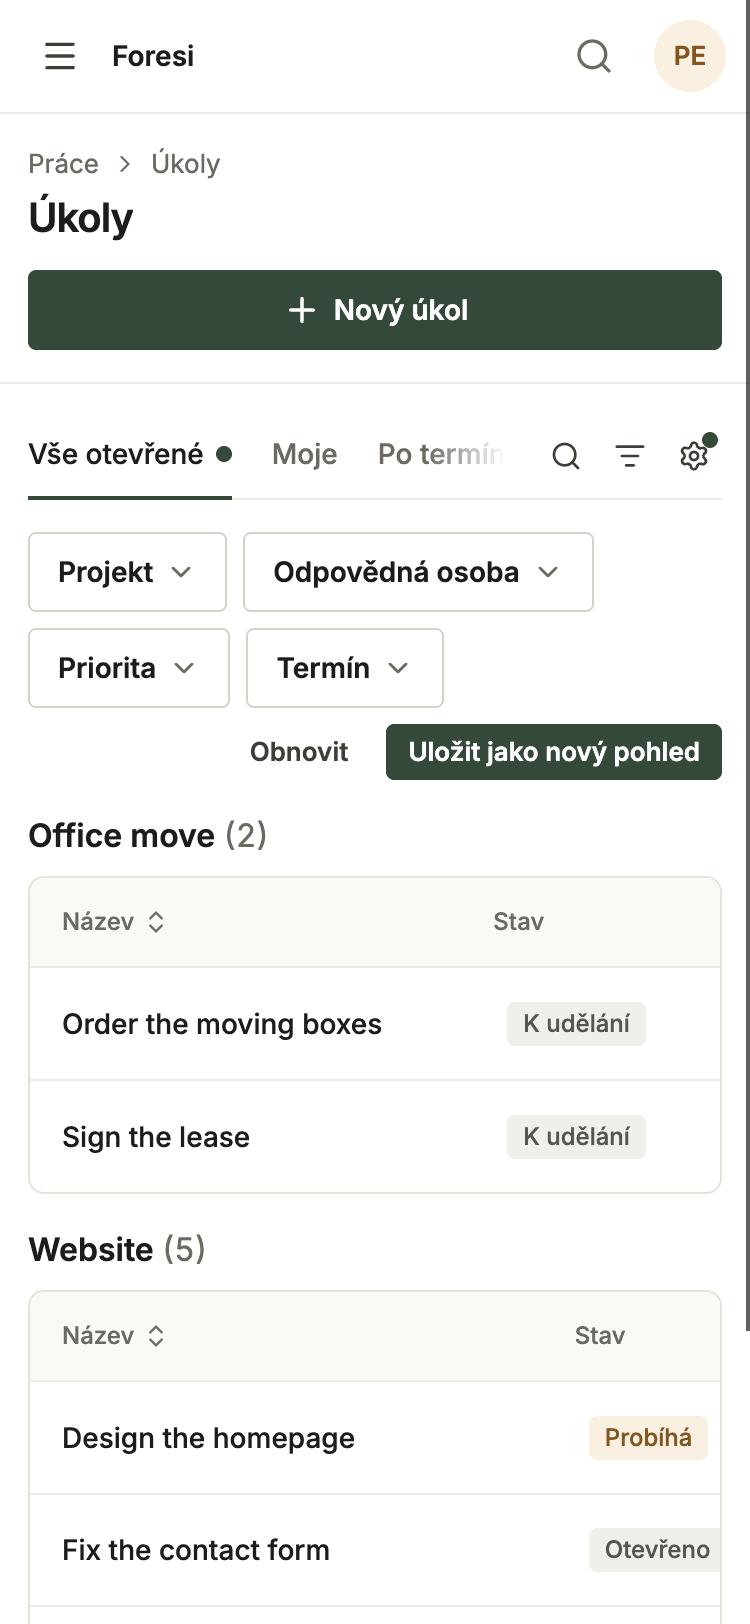 Foresi
PE
Práce > Úkoly
Úkoly
+ Nový úkol
Vše otevřené
Moje
Po termín
Projekt
Odpovědná osoba
Priorita
Termín
Obnovit
Uložit jako nový pohled
Office move (2)
Název
Stav
Order the moving boxes
K udělání
Sign the lease
K udělání
Website (5)
Název
Stav
Design the homepage
Probíhá
Fix the contact form
Otevřeno